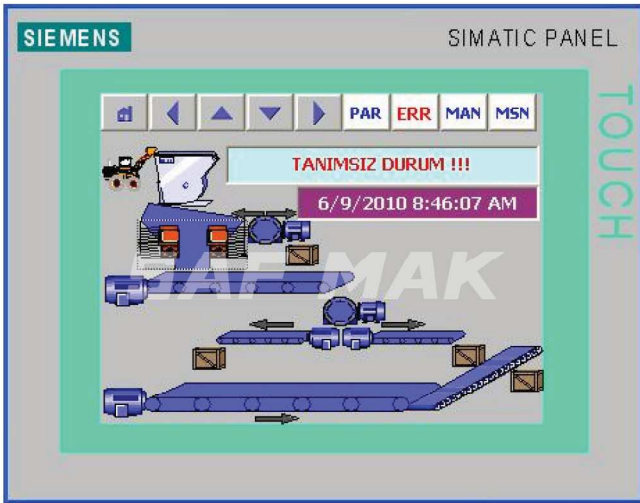 SIEMENS
SIMATIC PANEL
TOUCH
PAR ERR MAN MSN
TANIMSIZ DURUM !!!
6/9/2010 8:46:07 AM
SAF MAK